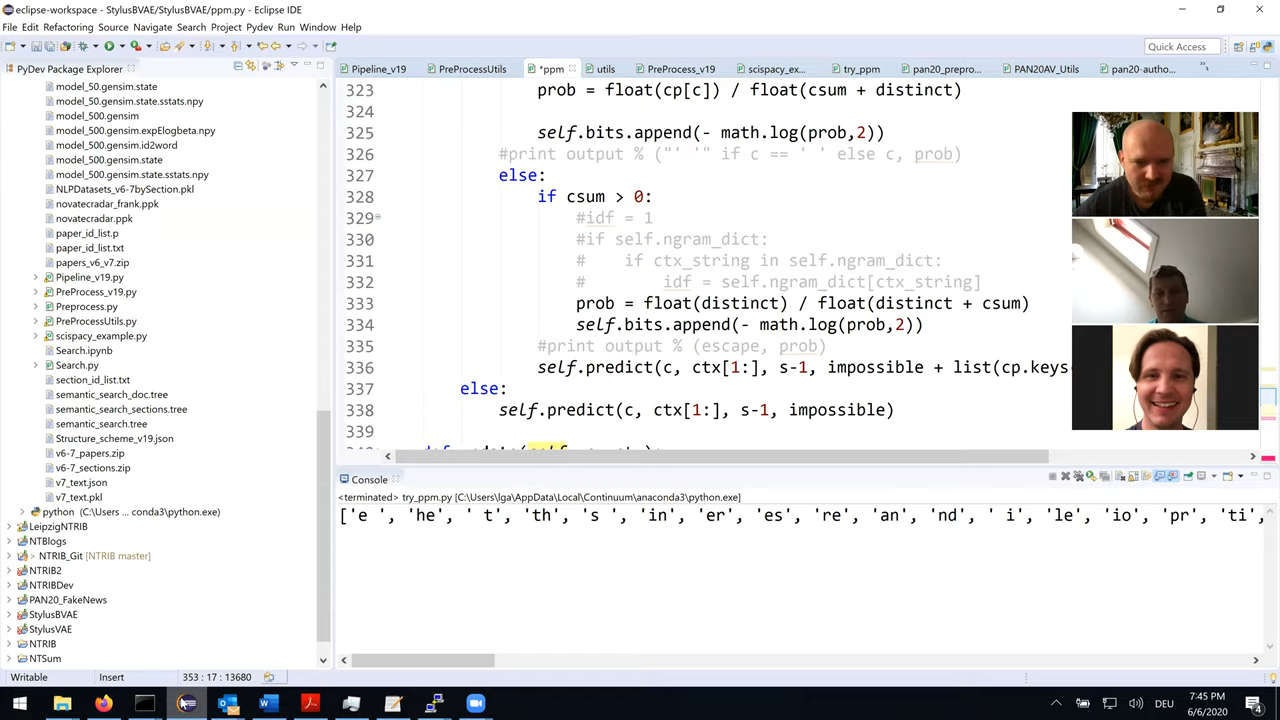 eclipse-workspace - StylusBVAE/StylusBVAE/ppm.py - Eclipse IDE
File Edit Refactoring Source Navigate Search Project Pydev Run Window Help
Quick Access
PyDev Package Explorer
Pipeline_v19 PreProcessUtils *ppm utils PreProcess_v19 scispacy_ex... try_ppm pan20_prepro... PAN20AV_Utils pan20-autho...
model_50.gensim.state
model_50.gensim.state.sstats.npy
model_500.gensim
model_500.gensim.expElogbeta.npy
model_500.gensim.id2word
model_500.gensim.state
model_500.gensim.state.sstats.npy
NLPDatasets_v6-7bySection.pkl
novatecradar_frank.ppk
novatecradar.ppk
paper_id_list.p
paper_id_list.txt
papers_v6_v7.zip
Pipeline_v19.py
PreProcess_v19.py
Preprocess.py
PreProcessUtils.py
scispacy_example.py
Search.ipynb
Search.py
section_id_list.txt
semantic_search_doc.tree
semantic_search_sections.tree
semantic_search.tree
Structure_scheme_v19.json
v6-7_papers.zip
v6-7_sections.zip
v7_text.json
v7_text.pkl
python (C:\Users ... conda3\python.exe)
LeipzigNTRIB
NTBlogs
> NTRIB_Git [NTRIB master]
NTRIB2
NTRIBDev
PAN20_FakeNews
StylusBVAE
StylusVAE
NTRIB
NTSum
323 prob = float(cp[c]) / float(csum + distinct)
324
325 self.bits.append(- math.log(prob,2))
326 #print output % ("' '" if c == ' ' else c, prob)
327 else:
328 if csum > 0:
329 #idf = 1
330 #if self.ngram_dict:
331 # if ctx_string in self.ngram_dict:
332 # idf = self.ngram_dict[ctx_string]
333 prob = float(distinct) / float(distinct + csum)
334 self.bits.append(- math.log(prob,2))
335 #print output % (escape, prob)
336 self.predict(c, ctx[1:], s-1, impossible + list(cp.keys
337 else:
338 self.predict(c, ctx[1:], s-1, impossible)
339
Console
<terminated> try_ppm.py [C:\Users\lga\AppData\Local\Continuum\anaconda3\python.exe]
['e ', 'he', ' t', 'th', 's ', 'in', 'er', 'es', 're', 'an', 'nd', ' i', 'le', 'io', 'pr', 'ti',
Writable Insert 353 : 17 : 13680
DEU
7:45 PM
6/6/2020
4